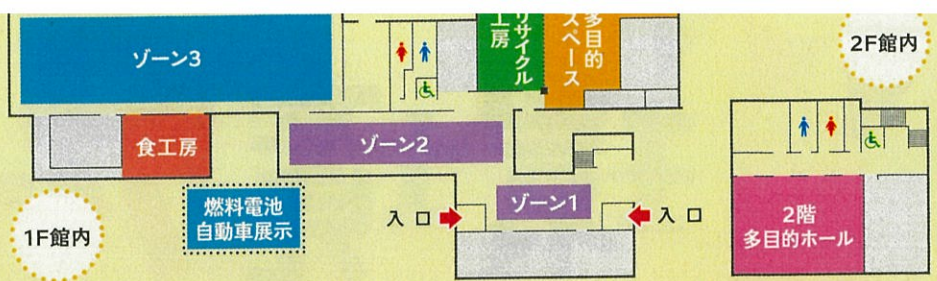 ゾーン3
リサイクル
工房
多目的
スペース
2F館内
食工房
ゾーン2
燃料電池
自動車展示
ゾーン1
入口
入口
1F館内
2階
多目的ホール